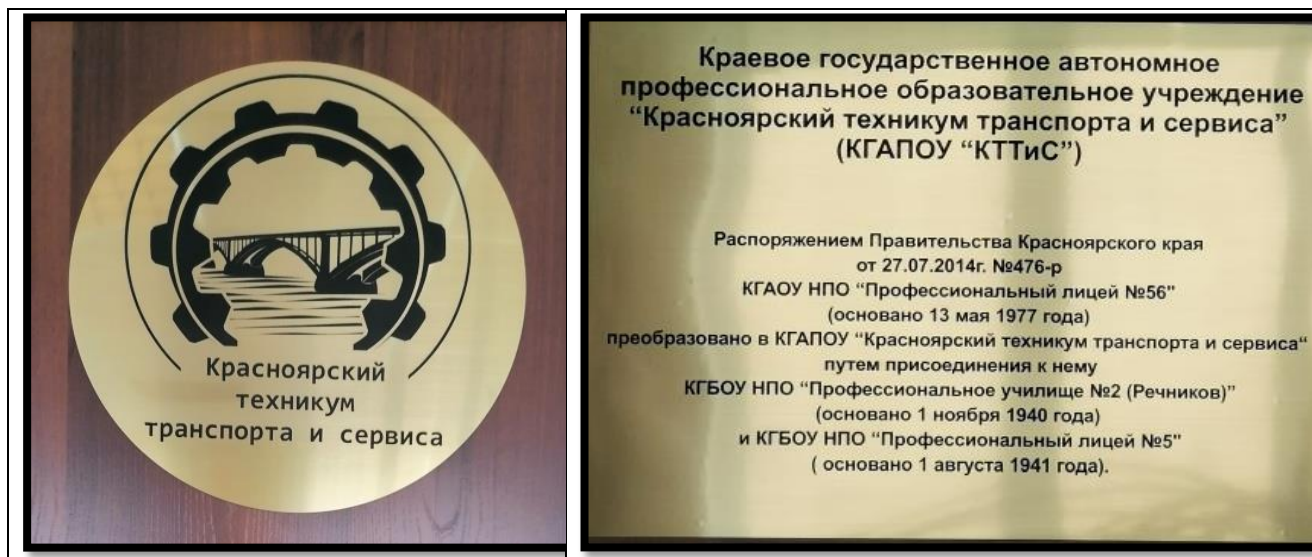 Красноярский
техникум
транспорта и сервиса
Краевое государственное автономное
профессиональное образовательное учреждение
“Красноярский техникум транспорта и сервиса”
(КГАПОУ “КТТиС”)
Распоряжением Правительства Красноярского края
от 27.07.2014г. №476-р
КГАОУ НПО “Профессиональный лицей №56"
(основано 13 мая 1977 года)
преобразовано в КГАПОУ “Красноярский техникум транспорта и сервиса“
путем присоединения к нему
КГБОУ НПО “Профессиональное училище №2 (Речников)”
(основано 1 ноября 1940 года)
и КГБОУ НПО “Профессиональный лицей №5"
( основано 1 августа 1941 года).